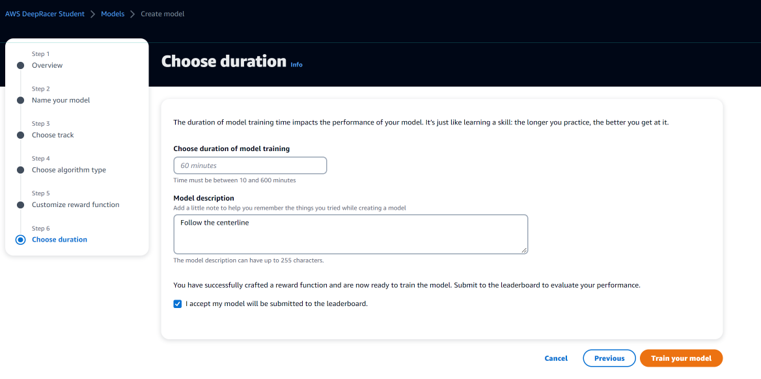 AWS DeepRacer Student > Models > Create model
Step 1
Overview
Step 2
Name your model
Step 3
Choose track
Step 4
Choose algorithm type
Step 5
Customize reward function
Step 6
Choose duration
Choose duration Info
The duration of model training time impacts the performance of your model. It's just like learning a skill: the longer you practice, the better you get at it.
Choose duration of model training
60 minutes
Time must be between 10 and 600 minutes
Model description
Add a little note to help you remember the things you tried while creating a model
Follow the centerline
The model description can have up to 255 characters.
You have successfully crafted a reward function and are now ready to train the model. Submit to the leaderboard to evaluate your performance.
I accept my model will be submitted to the leaderboard.
Cancel Previous Train your model